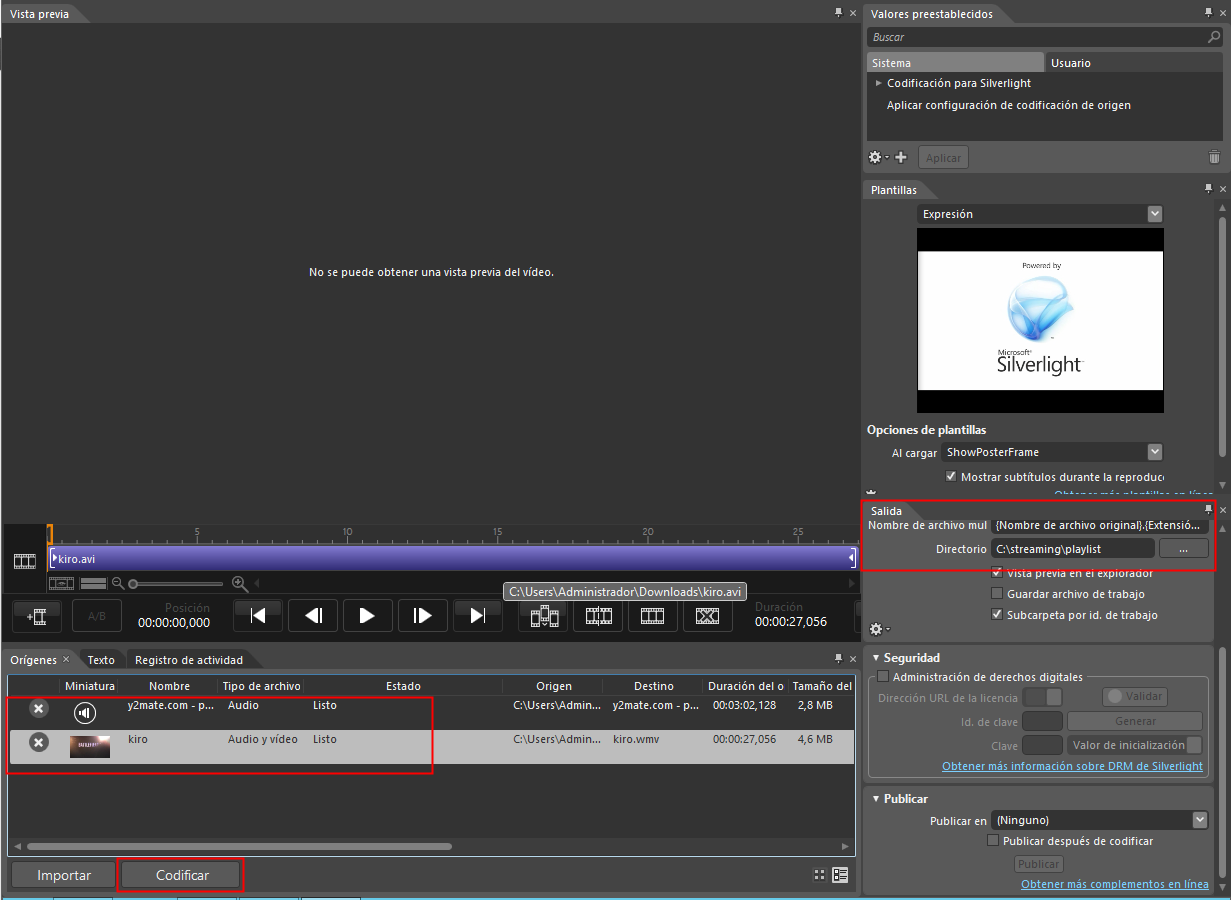 Vista previa
No se puede obtener una vista previa del vídeo.
5 10 15 20 25
kiro.avi
C:\Users\Administrador\Downloads\kiro.avi
A/B
Posición
00:00:00,000
Duración
00:00:27,056
Orígenes Texto Registro de actividad
Miniatura Nombre Tipo de archivo Estado Origen Destino Duración del o Tamaño del
y2mate.com - p... Audio Listo C:\Users\Admin... y2mate.com - p... 00:03:02,128 2,8 MB
kiro Audio y vídeo Listo C:\Users\Admin... kiro.wmv 00:00:27,056 4,6 MB
Importar Codificar
Valores preestablecidos
Buscar
Sistema Usuario
Codificación para Silverlight
Aplicar configuración de codificación de origen
Aplicar
Plantillas
Expresión
Powered by
Microsoft
Silverlight
Opciones de plantillas
Al cargar ShowPosterFrame
Mostrar subtítulos durante la reproduc
Obtener más plantillas en línea
Salida
Nombre de archivo mul {Nombre de archivo original}.{Extensió...
Directorio C:\streaming\playlist ...
Vista previa en el explorador
Guardar archivo de trabajo
Subcarpeta por id. de trabajo
Seguridad
Administración de derechos digitales
Dirección URL de la licencia Validar
Id. de clave Generar
Clave Valor de inicialización
Obtener más información sobre DRM de Silverlight
Publicar
Publicar en (Ninguno)
Publicar después de codificar
Publicar
Obtener más complementos en línea